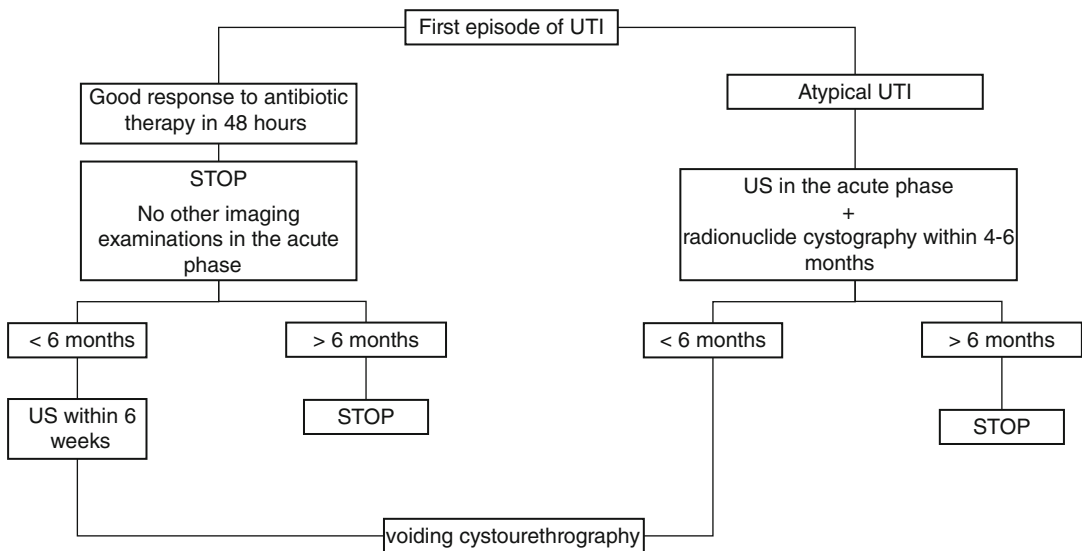 First episode of UTI
Good response to antibiotic
therapy in 48 hours
Atypical UTI
STOP
No other imaging
examinations in the acute
phase
US in the acute phase
+
radionuclide cystography within 4-6
months
< 6 months
> 6 months
< 6 months
> 6 months
US within 6
weeks
STOP
STOP
voiding cystourethrography